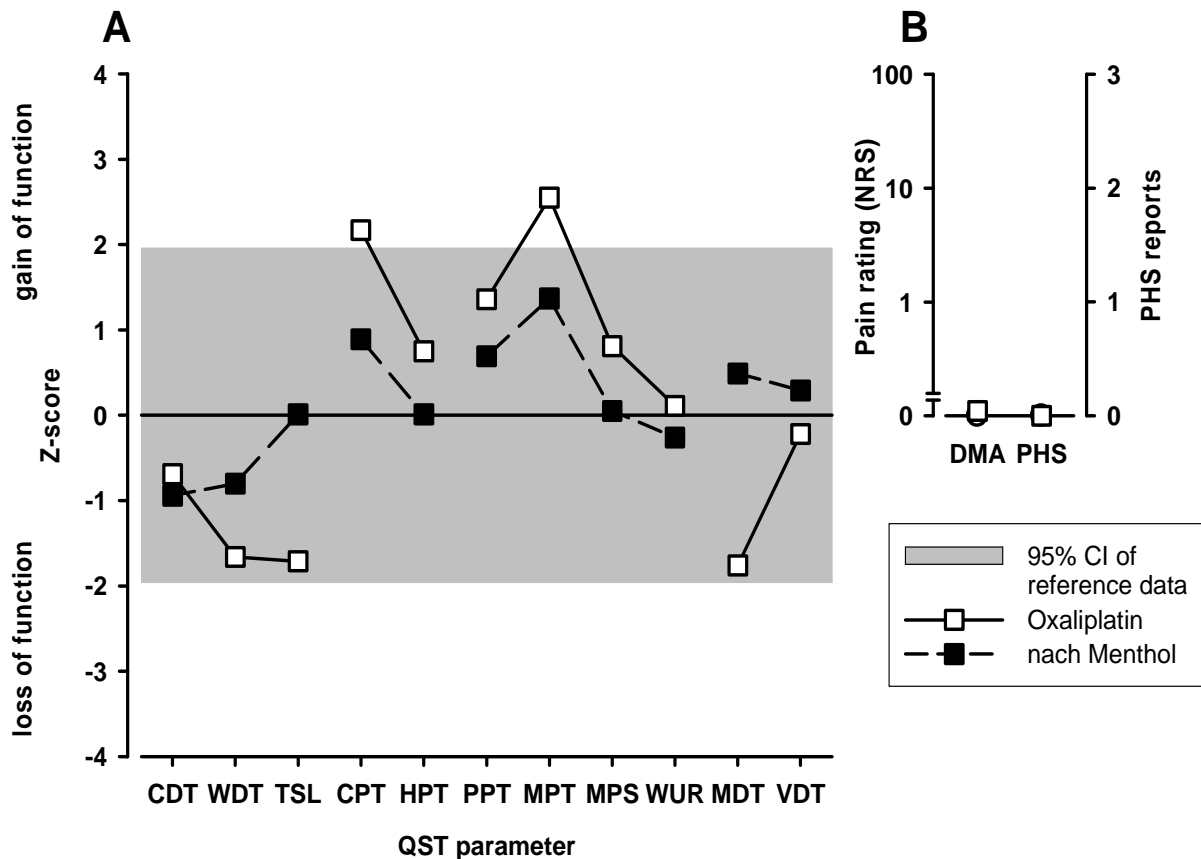 A
gain of function
Z-score
loss of function
4
3
2
1
0
-1
-2
-3
-4
CDT WDT TSL CPT HPT PPT MPT MPS WUR MDT VDT
QST parameter
B
Pain rating (NRS)
100
10
1
0
3
2
1
0
PHS reports
DMA PHS
95% CI of
reference data
Oxaliplatin
nach Menthol